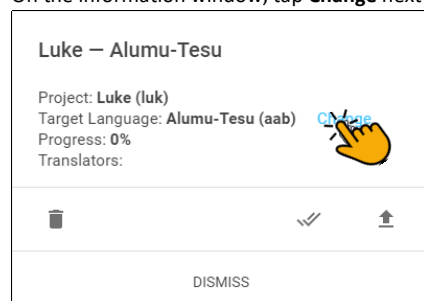 On the information window, tap Change next
Luke — Alumu-Tesu
Project: Luke (luk)
Target Language: Alumu-Tesu (aab) Change
Progress: 0%
Translators:
DISMISS